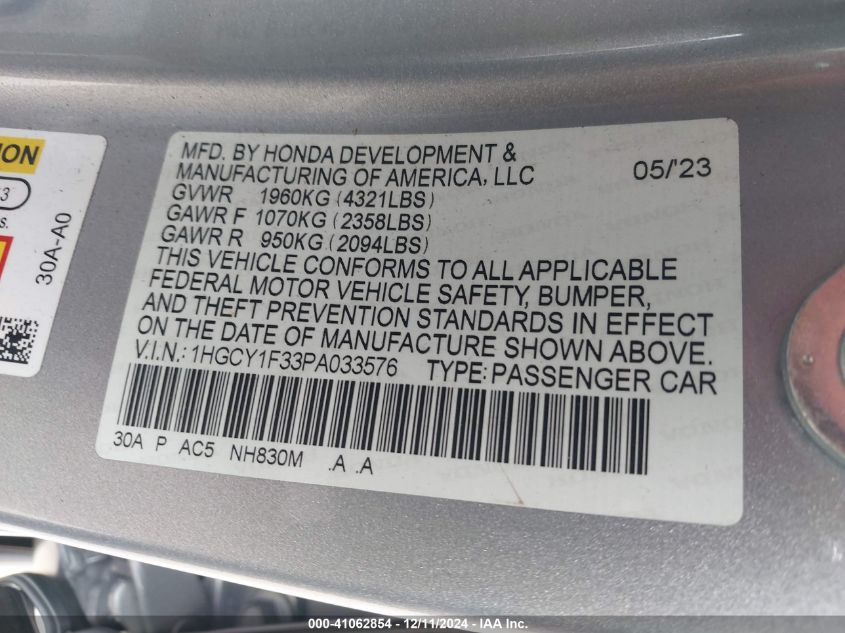 MFD. BY HONDA DEVELOPMENT &
MANUFACTURING OF AMERICA, LLC 05/'23
GVWR 1960KG (4321LBS)
GAWR F 1070KG (2358LBS)
GAWR R 950KG (2094LBS)
THIS VEHICLE CONFORMS TO ALL APPLICABLE
FEDERAL MOTOR VEHICLE SAFETY, BUMPER,
AND THEFT PREVENTION STANDARDS IN EFFECT
ON THE DATE OF MANUFACTURE SHOWN ABOVE.
V.I.N.: 1HGCY1F33PA033576 TYPE: PASSENGER CAR
30A P AC5 NH830M .A .A
30A-A0
000-41062854 - 12/11/2024 - IAA Inc.